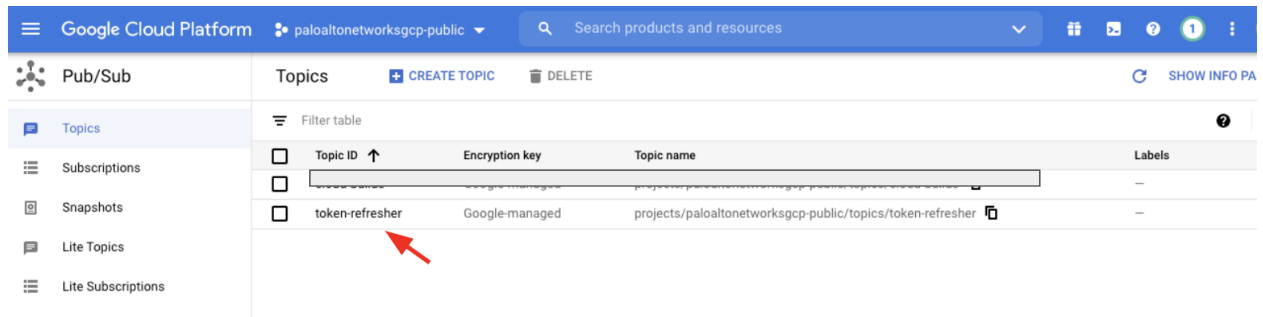 Google Cloud Platform paloaltonetworksgcp-public Search products and resources 1
Pub/Sub Topics CREATE TOPIC DELETE SHOW INFO PA
Topics Filter table
Topic ID Encryption key Topic name Labels
Subscriptions
—
Snapshots token-refresher Google-managed projects/paloaltonetworksgcp-public/topics/token-refresher —
Lite Topics
Lite Subscriptions